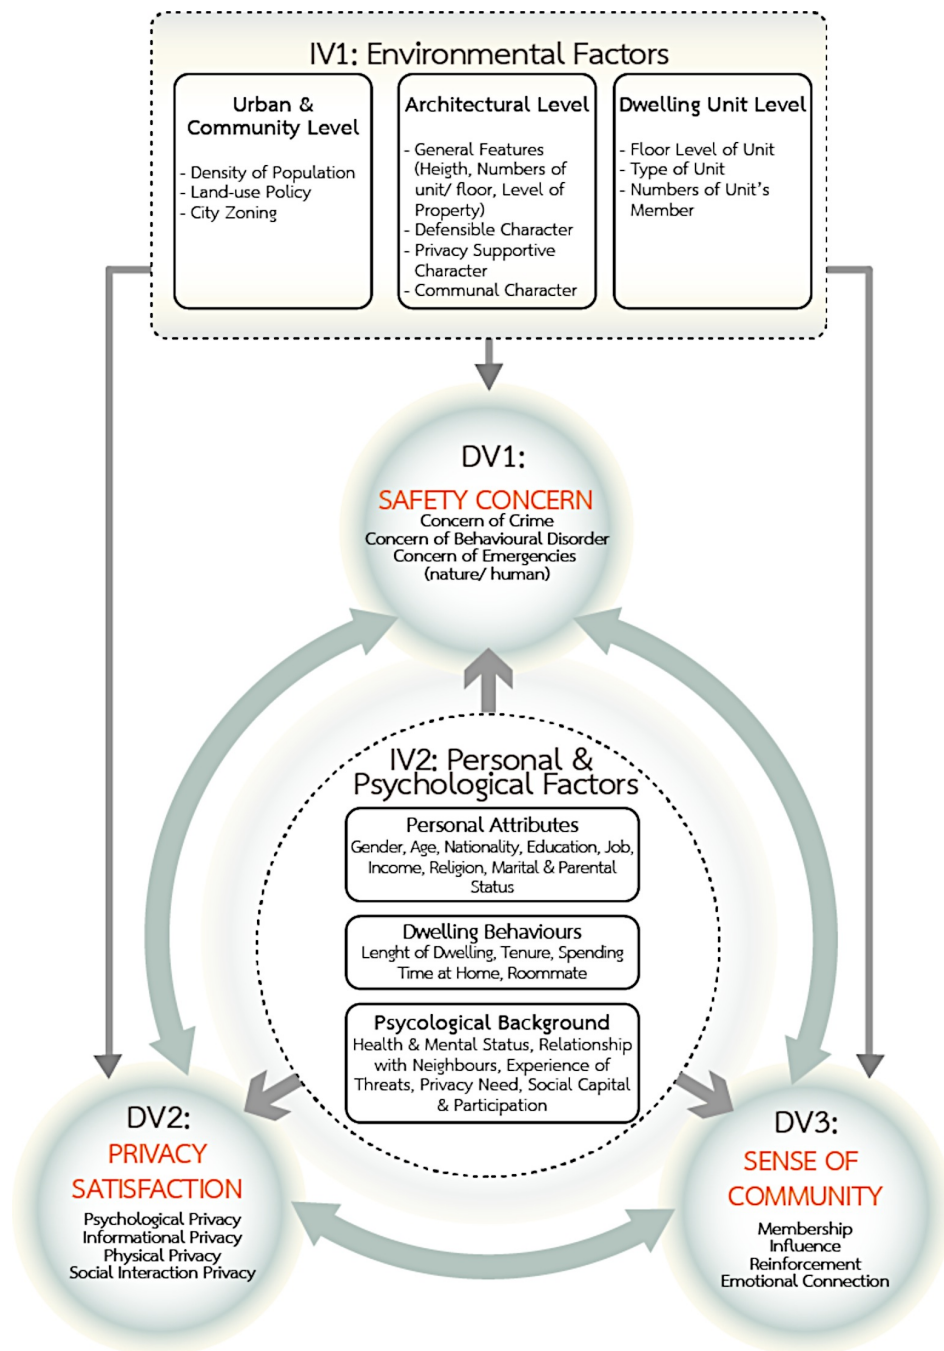 IV1: Environmental Factors
Urban &
Community Level
- Density of Population
- Land-use Policy
- City Zoning
Architectural Level
- General Features
(Heigth, Numbers of
unit/ floor, Level of
Property)
- Defensible Character
- Privacy Supportive
Character
- Communal Character
Dwelling Unit Level
- Floor Level of Unit
- Type of Unit
- Numbers of Unit's
Member
DV1:
SAFETY CONCERN
Concern of Crime
Concern of Behavioural Disorder
Concern of Emergencies
(nature/ human)
IV2: Personal &
Psychological Factors
Personal Attributes
Gender, Age, Nationality, Education, Job,
Income, Religion, Marital & Parental
Status
Dwelling Behaviours
Lenght of Dwelling, Tenure, Spending
Time at Home, Roommate
Psycological Background
Health & Mental Status, Relationship
with Neighbours, Experience of
Threats, Privacy Need, Social Capital
& Participation
DV2:
PRIVACY
SATISFACTION
Psychological Privacy
Informational Privacy
Physical Privacy
Social Interaction Privacy
DV3:
SENSE OF
COMMUNITY
Membership
Influence
Reinforcement
Emotional Connection